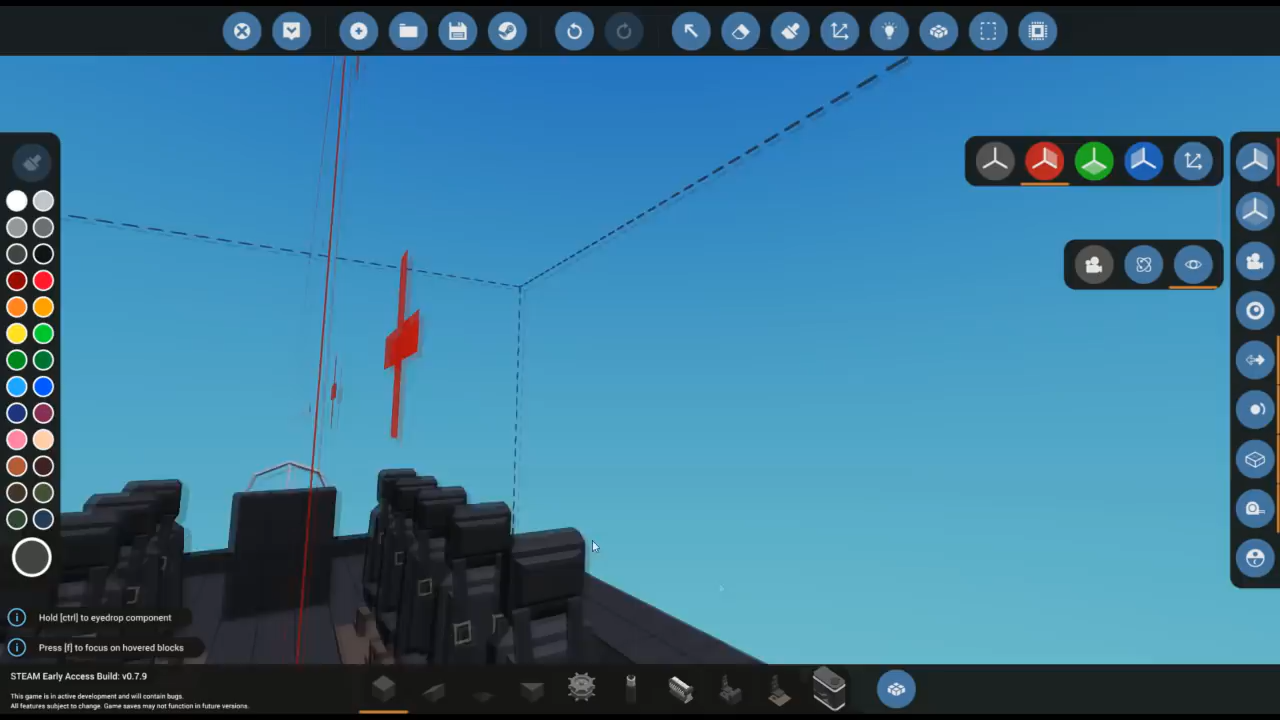 Hold [ctrl] to eyedrop component
Press [f] to focus on hovered blocks
STEAM Early Access Build: v0.7.9
This game is in active development and will contain bugs.
All features subject to change. Game saves may not function in future versions.